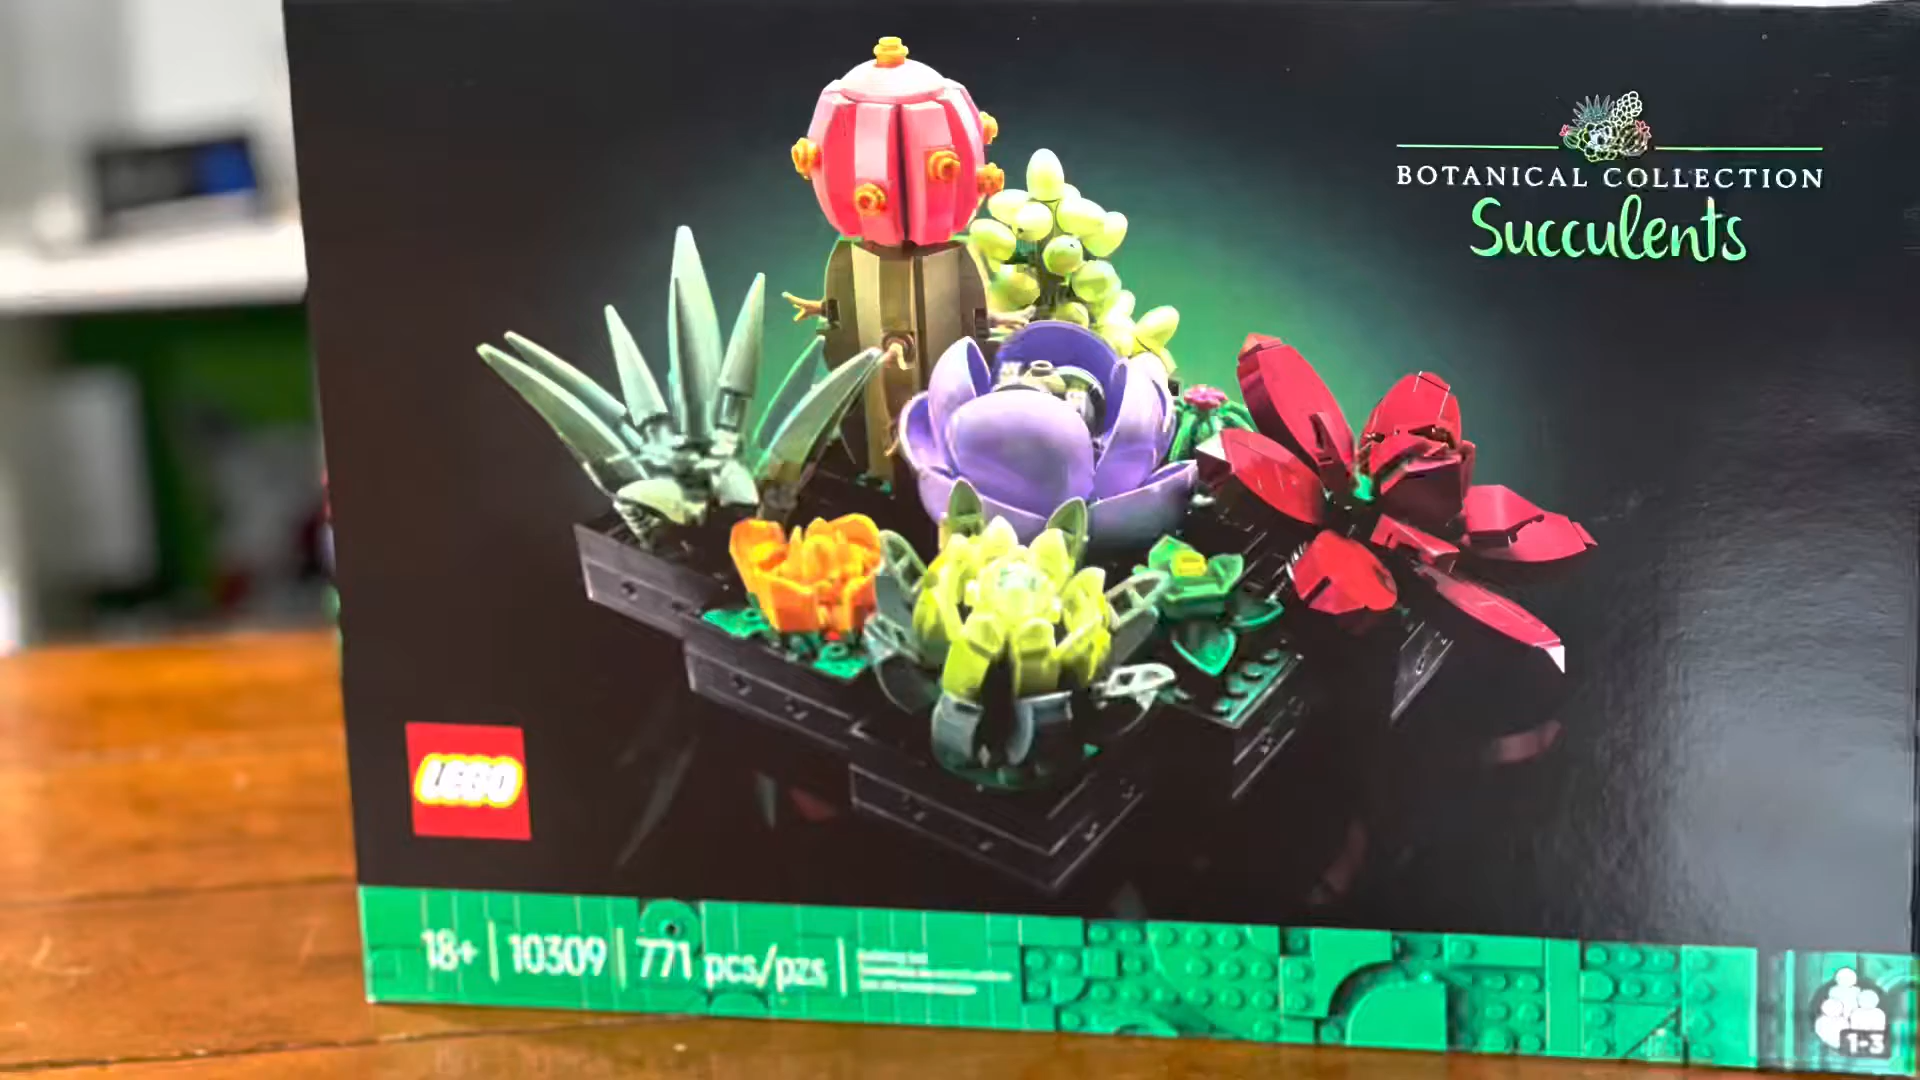 BOTANICAL COLLECTION
Succulents
LEGO
18+ | 10309 | 771 pcs/pzs
1-3